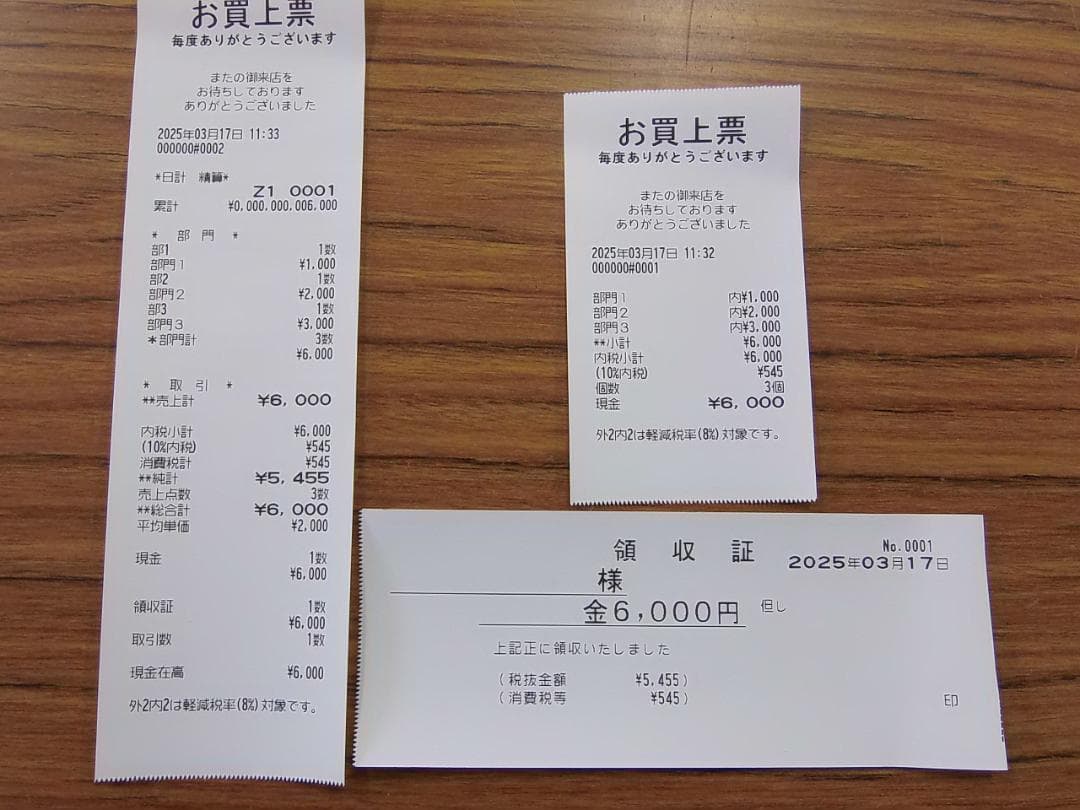 お買上票
毎度ありがとうございます
またの御来店を
お待ちしております
ありがとうございました
2025年03月17日 11:33
000000#0002
*日計 精算*
Z1 0001
累計 ¥0,000,000,006,000
* 部 門 *
部1 1数
部門1 ¥1,000
部2 1数
部門2 ¥2,000
部3 1数
部門3 ¥3,000
*部門計 3数
¥6,000
* 取 引 *
**売上計 ¥6,000
内税小計 ¥6,000
(10%内税) ¥545
消費税計 ¥545
**純計 ¥5,455
売上点数 3数
**総合計 ¥6,000
平均単価 ¥2,000
現金 1数
¥6,000
領収証 1数
¥6,000
取引数 1数
現金在高 ¥6,000
外2内2は軽減税率(8%)対象です。
お買上票
毎度ありがとうございます
またの御来店を
お待ちしております
ありがとうございました
2025年03月17日 11:32
000000#0001
部門1 内¥1,000
部門2 内¥2,000
部門3 内¥3,000
**小計 ¥6,000
内税小計 ¥6,000
(10%内税) ¥545
個数 3個
現金 ¥6,000
外2内2は軽減税率(8%)対象です。
領 収 証 No.0001
2025年03月17日
様
金6,000円 但し
上記正に領収いたしました
(税抜金額 ¥5,455)
(消費税等 ¥545)
印